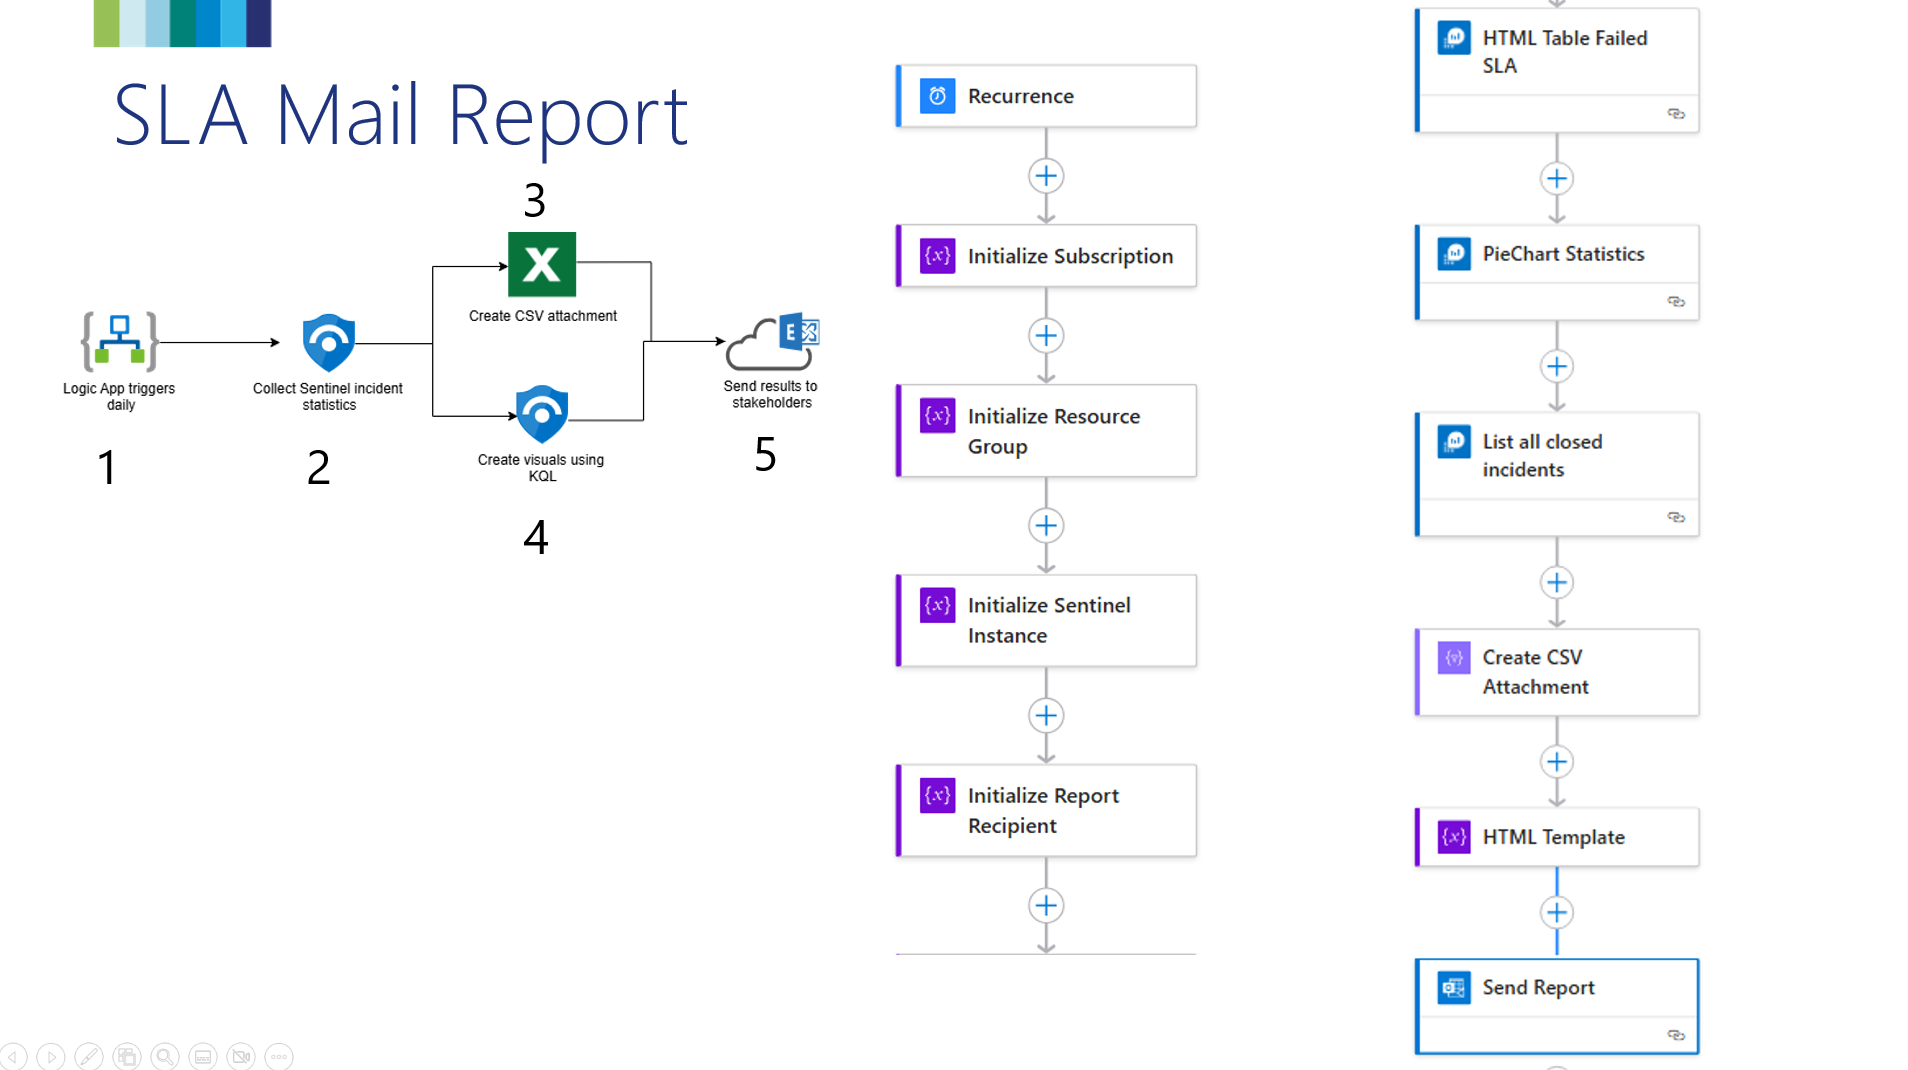 SLA Mail Report
3
Create CSV attachment
Logic App triggers
daily
Collect Sentinel incident
statistics
Send results to
stakeholders
1
2
Create visuals using
KQL
5
4
Recurrence
Initialize Subscription
Initialize Resource
Group
Initialize Sentinel
Instance
Initialize Report
Recipient
HTML Table Failed
SLA
PieChart Statistics
List all closed
incidents
Create CSV
Attachment
HTML Template
Send Report